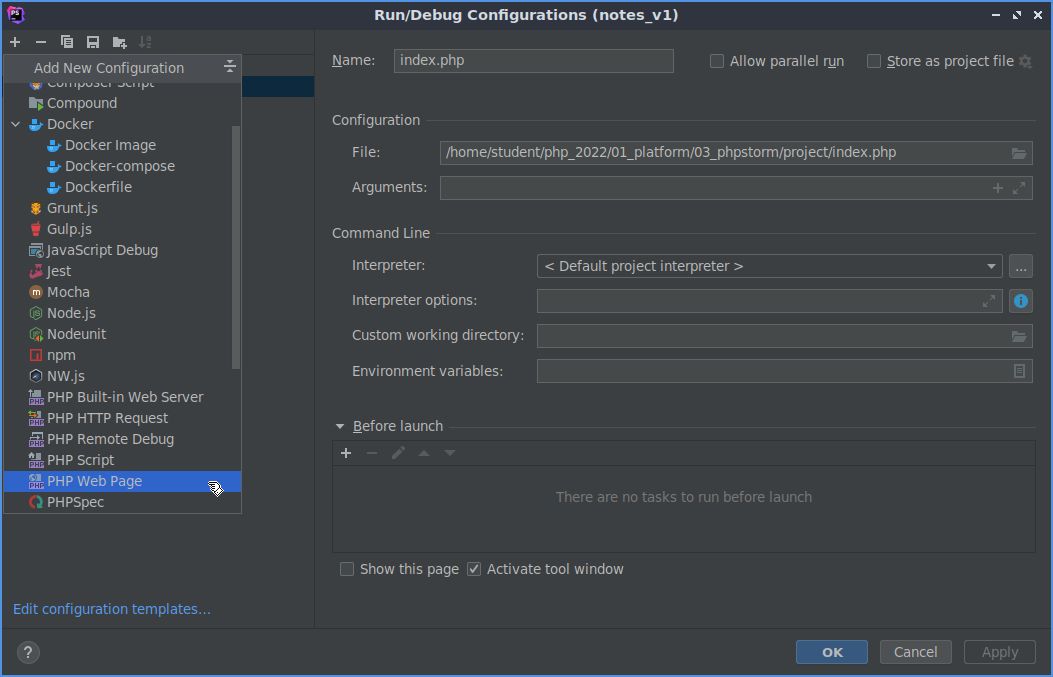 PS
Run/Debug Configurations (notes_v1)
Add New Configuration
Composer Script
Compound
Docker
Docker Image
Docker-compose
Dockerfile
Grunt.js
Gulp.js
JavaScript Debug
Jest
Mocha
Node.js
Nodeunit
npm
NW.js
PHP Built-in Web Server
PHP HTTP Request
PHP Remote Debug
PHP Script
PHP Web Page
PHPSpec
Edit configuration templates...
Name: index.php
Allow parallel run
Store as project file
Configuration
File: /home/student/php_2022/01_platform/03_phpstorm/project/index.php
Arguments:
Command Line
Interpreter: < Default project interpreter > ...
Interpreter options:
Custom working directory:
Environment variables:
Before launch
There are no tasks to run before launch
Show this page
Activate tool window
? OK Cancel Apply